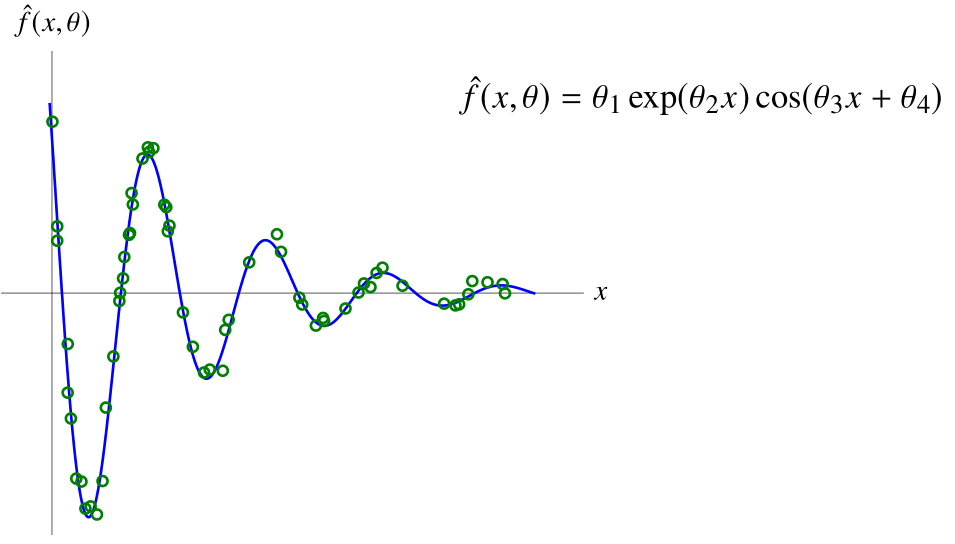 f̂(x, θ)
f̂(x, θ) = θ₁ exp(θ₂x) cos(θ₃x + θ₄)
x